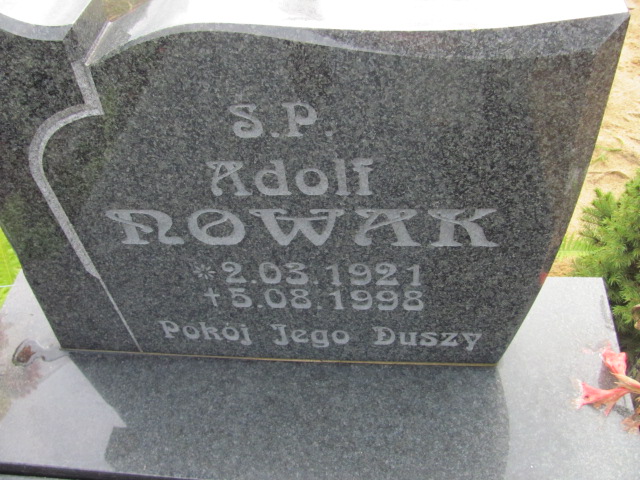 S.P.
Adolf
NOWAK
*2.03.1921
+5.08.1998
Pokój Jego Duszy